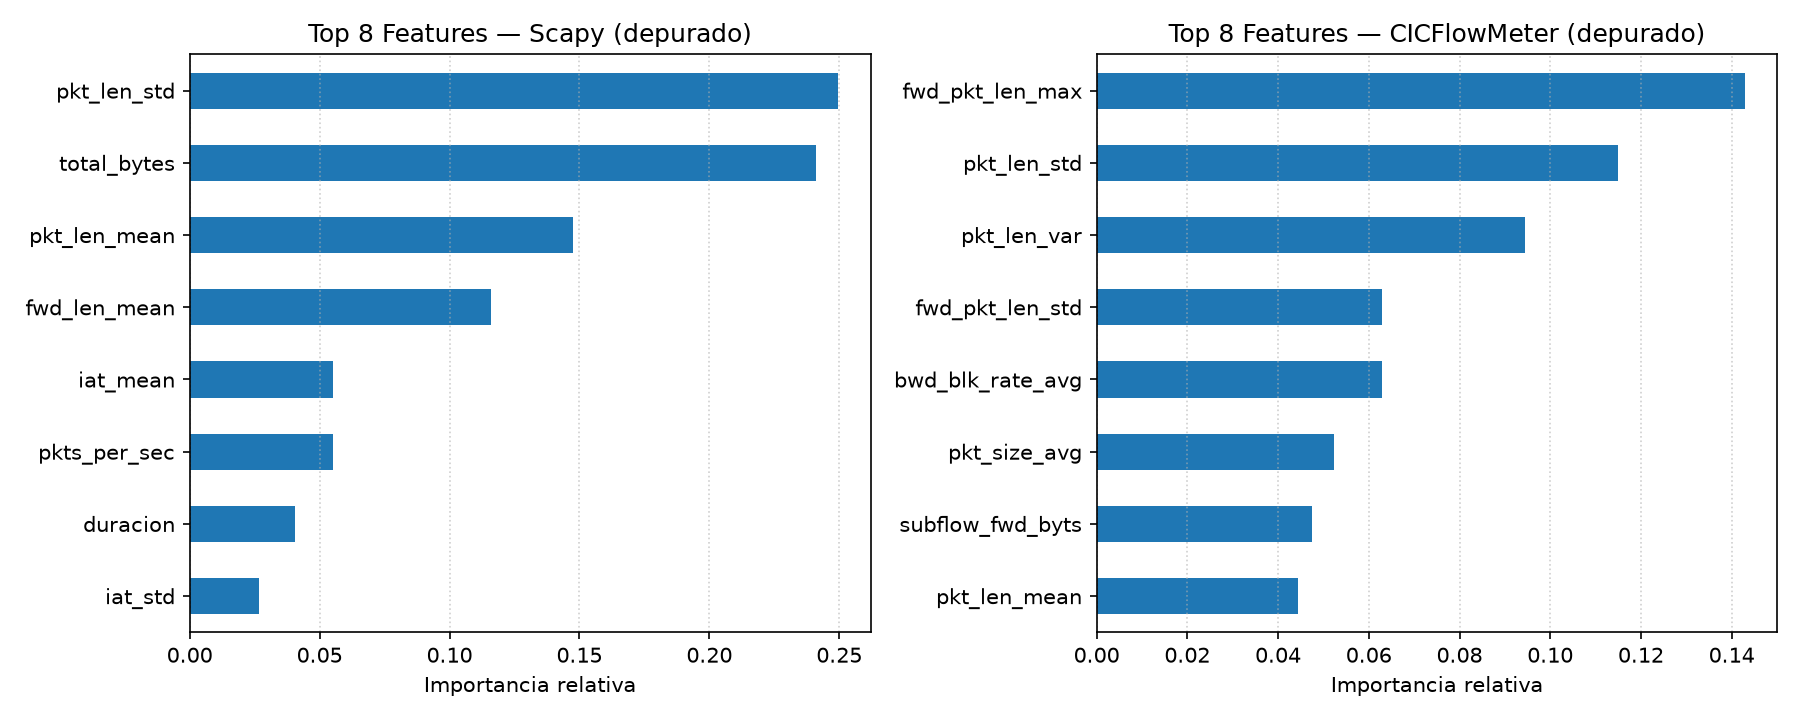 Top 8 Features — Scapy (depurado)
pkt_len_std
total_bytes
pkt_len_mean
fwd_len_mean
iat_mean
pkts_per_sec
duracion
iat_std
0.00 0.05 0.10 0.15 0.20 0.25
Importancia relativa
Top 8 Features — CICFlowMeter (depurado)
fwd_pkt_len_max
pkt_len_std
pkt_len_var
fwd_pkt_len_std
bwd_blk_rate_avg
pkt_size_avg
subflow_fwd_byts
pkt_len_mean
0.00 0.02 0.04 0.06 0.08 0.10 0.12 0.14
Importancia relativa